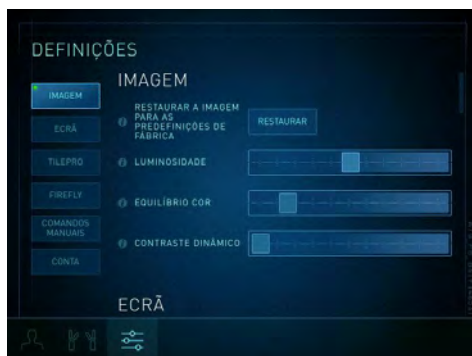 DEFINIÇÕES
IMAGEM
ECRÃ
TILEPRO
FIREFLY
COMANDOS
MANUAIS
CONTA
IMAGEM
RESTAURAR A IMAGEM
PARA AS
PREDEFINIÇÕES DE
FÁBRICA
RESTAURAR
LUMINOSIDADE
EQUILÍBRIO COR
CONTRASTE DINÂMICO
ECRÃ